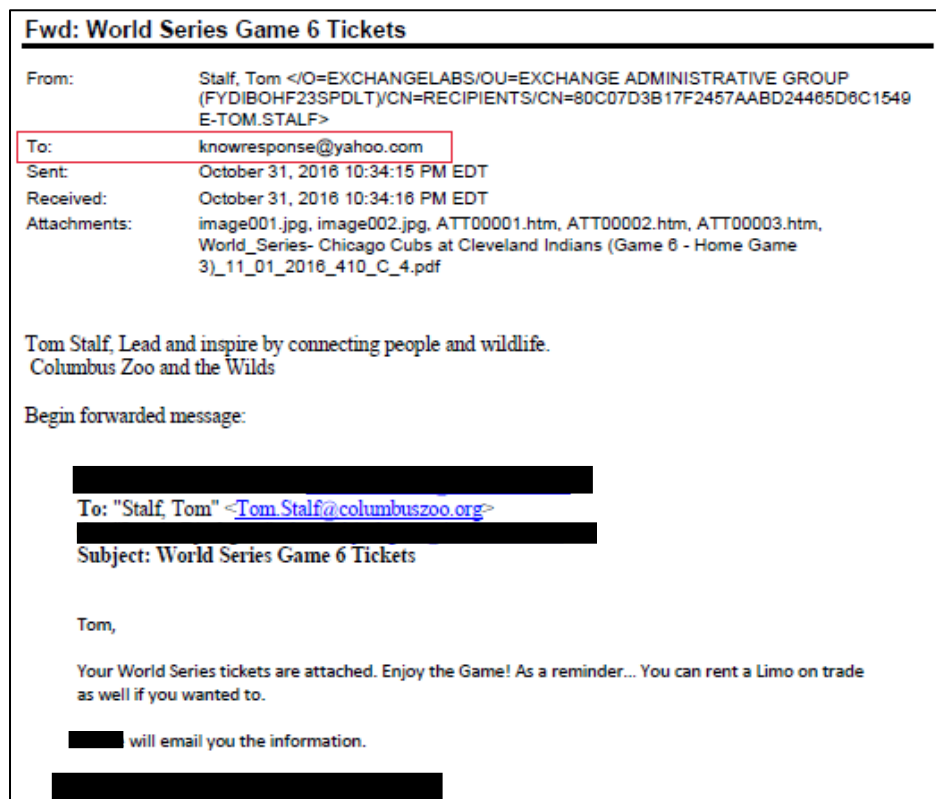 Fwd: World Series Game 6 Tickets
From: Stalf, Tom </O=EXCHANGELABS/OU=EXCHANGE ADMINISTRATIVE GROUP
(FYDIBOHF23SPDLT)/CN=RECIPIENTS/CN=80C07D3B17F2457AABD24465D6C1549
E-TOM.STALF>
To: knowresponse@yahoo.com
Sent: October 31, 2016 10:34:15 PM EDT
Received: October 31, 2016 10:34:16 PM EDT
Attachments: image001.jpg, image002.jpg, ATT00001.htm, ATT00002.htm, ATT00003.htm,
World_Series- Chicago Cubs at Cleveland Indians (Game 6 - Home Game
3)_11_01_2016_410_C_4.pdf
Tom Stalf, Lead and inspire by connecting people and wildlife.
Columbus Zoo and the Wilds
Begin forwarded message:
To: "Stalf, Tom" <Tom.Stalf@columbuszoo.org>
Subject: World Series Game 6 Tickets
Tom,
Your World Series tickets are attached. Enjoy the Game! As a reminder... You can rent a Limo on trade
as well if you wanted to.
will email you the information.